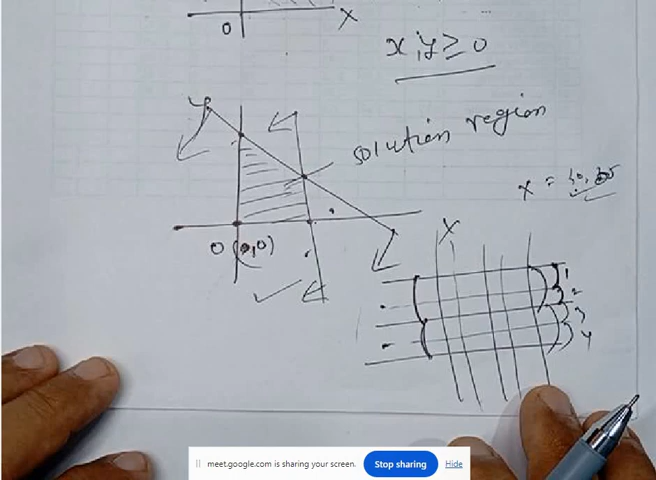 0
X
x, y ≥ 0
y
solution region
0 (0,0)
X
1
2
3
4
meet.google.com is sharing your screen.
Stop sharing
Hide